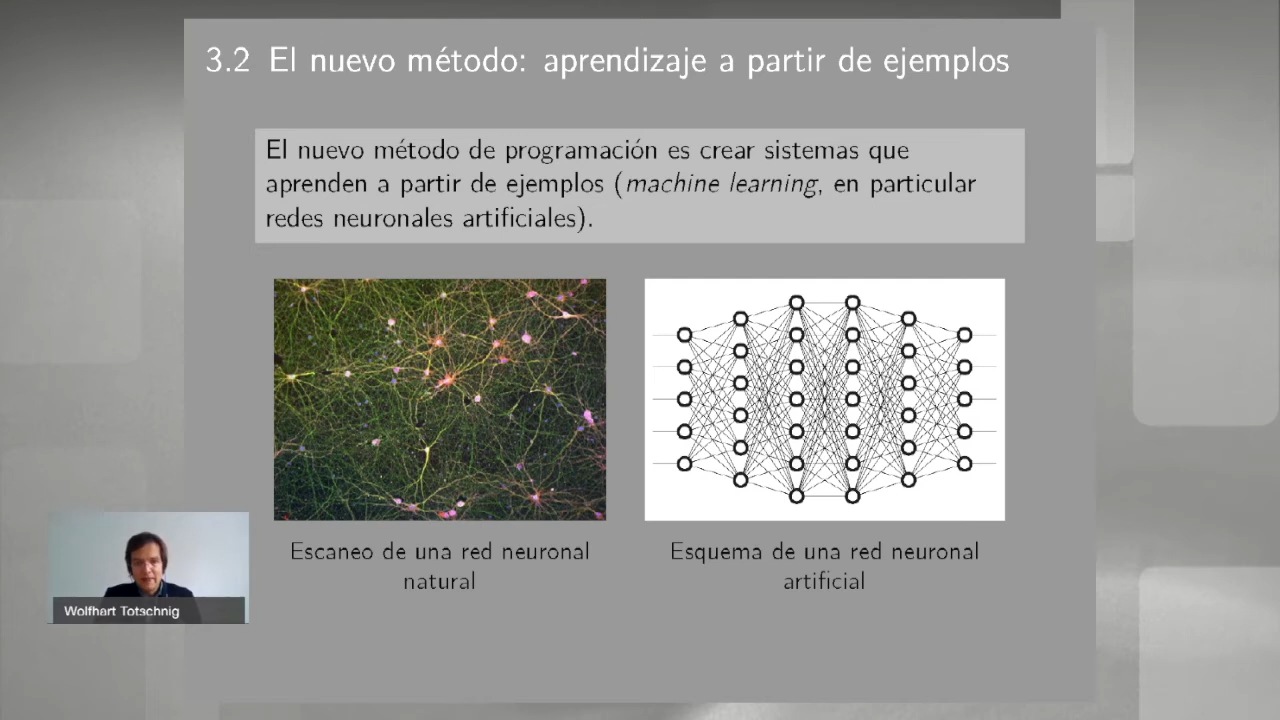 3.2 El nuevo método: aprendizaje a partir de ejemplos
El nuevo método de programación es crear sistemas que
aprenden a partir de ejemplos (machine learning, en particular
redes neuronales artificiales).
Escaneo de una red neuronal
natural
Esquema de una red neuronal
artificial
Wolfhart Totschnig